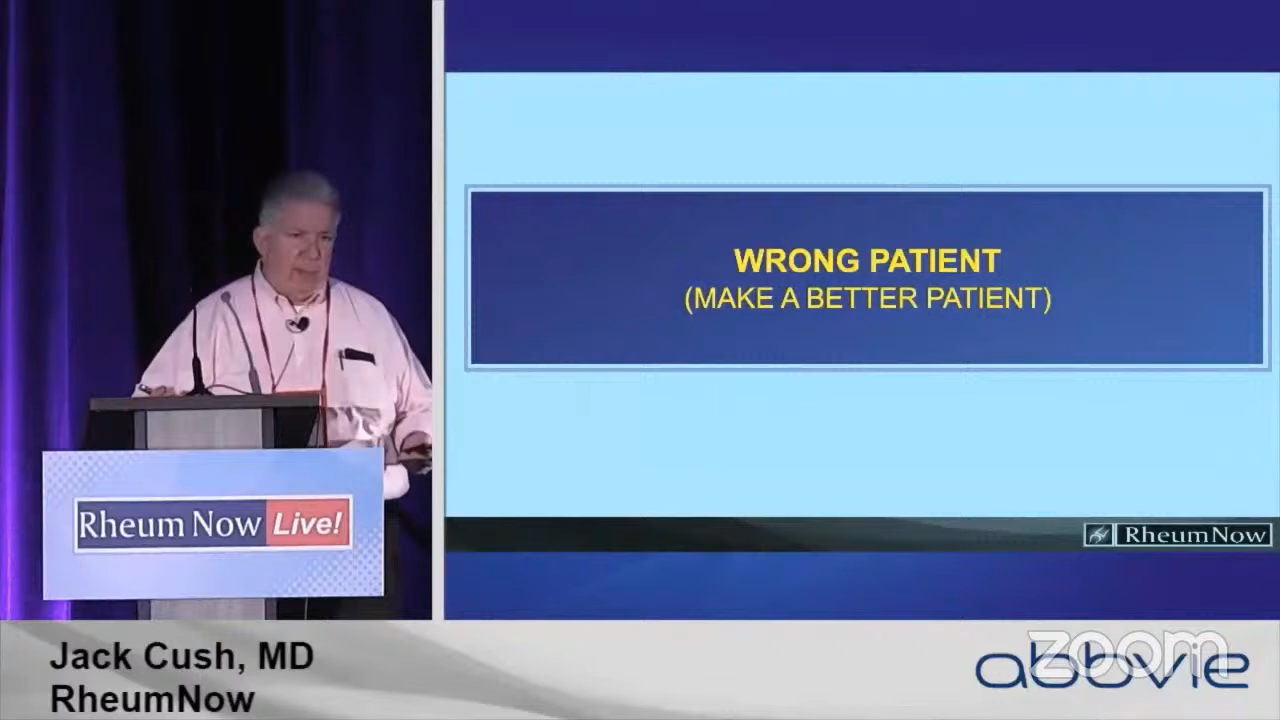 WRONG PATIENT
(MAKE A BETTER PATIENT)
RheumNow
Rheum Now Live!
Jack Cush, MD
RheumNow
zoom
abbvie